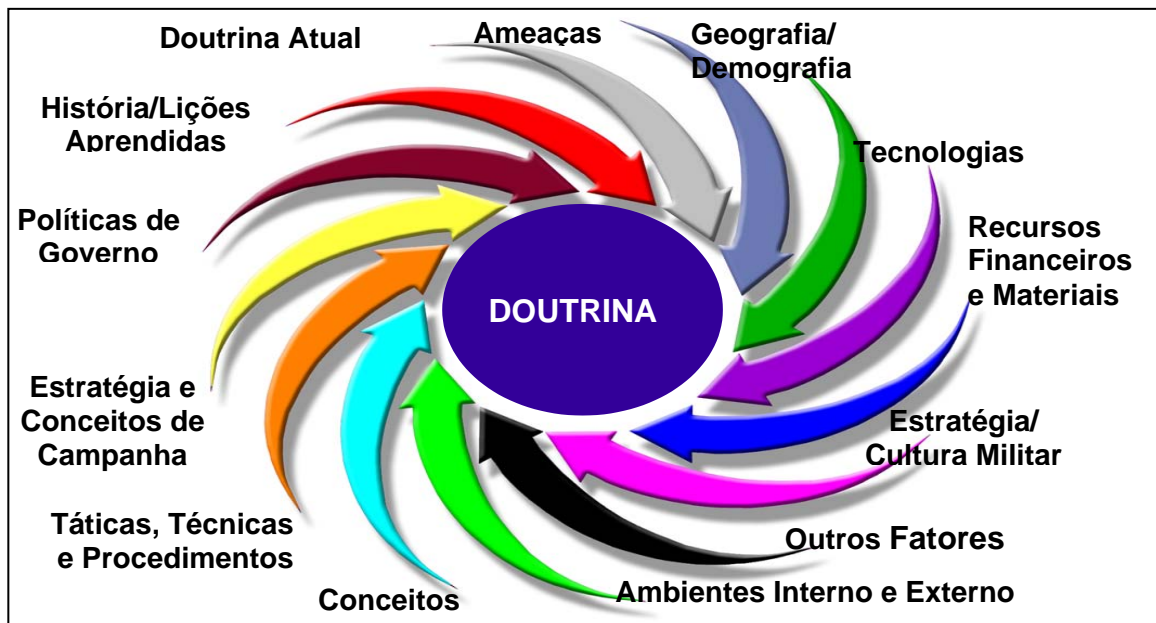 Doutrina Atual
Ameaças
Geografia/
Demografia
História/Lições
Aprendidas
Tecnologias
Políticas de
Governo
Recursos
Financeiros
e Materiais
DOUTRINA
Estratégia e
Conceitos de
Campanha
Estratégia/
Cultura Militar
Táticas, Técnicas
e Procedimentos
Outros Fatores
Conceitos
Ambientes Interno e Externo